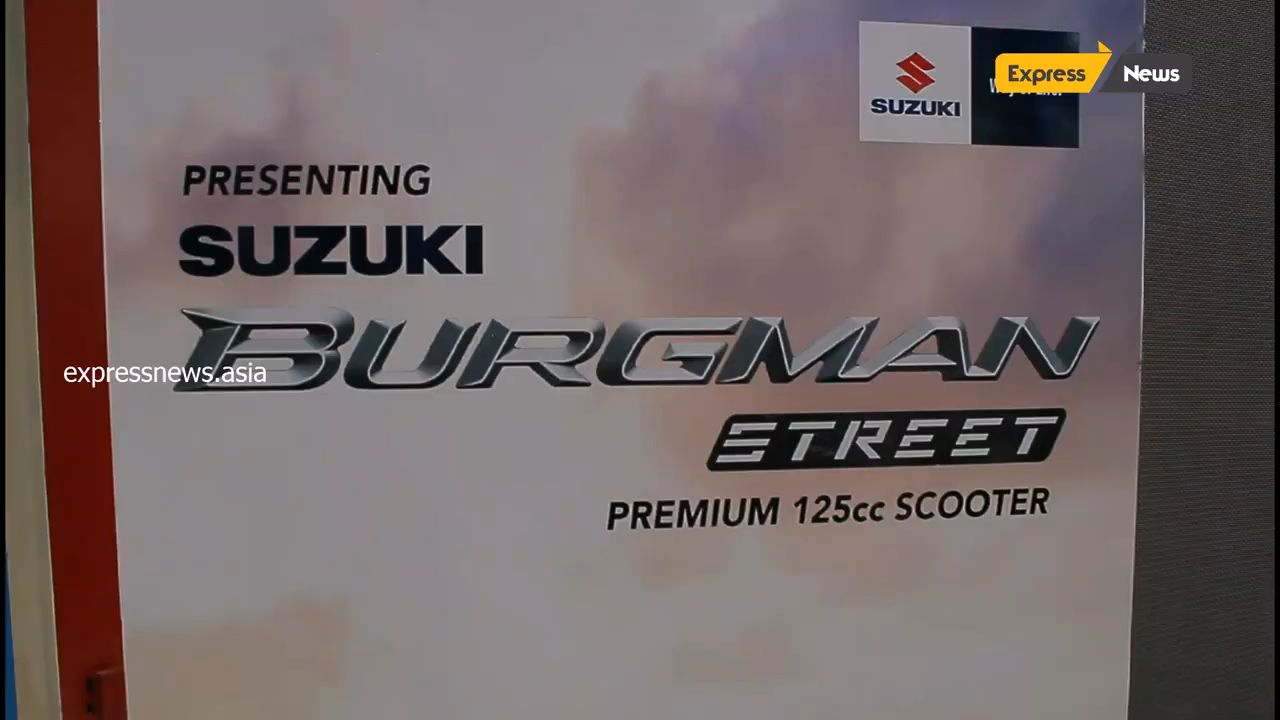 Express News
SUZUKI
PRESENTING
SUZUKI
BURGMAN
expressnews.asia
STREET
PREMIUM 125cc SCOOTER